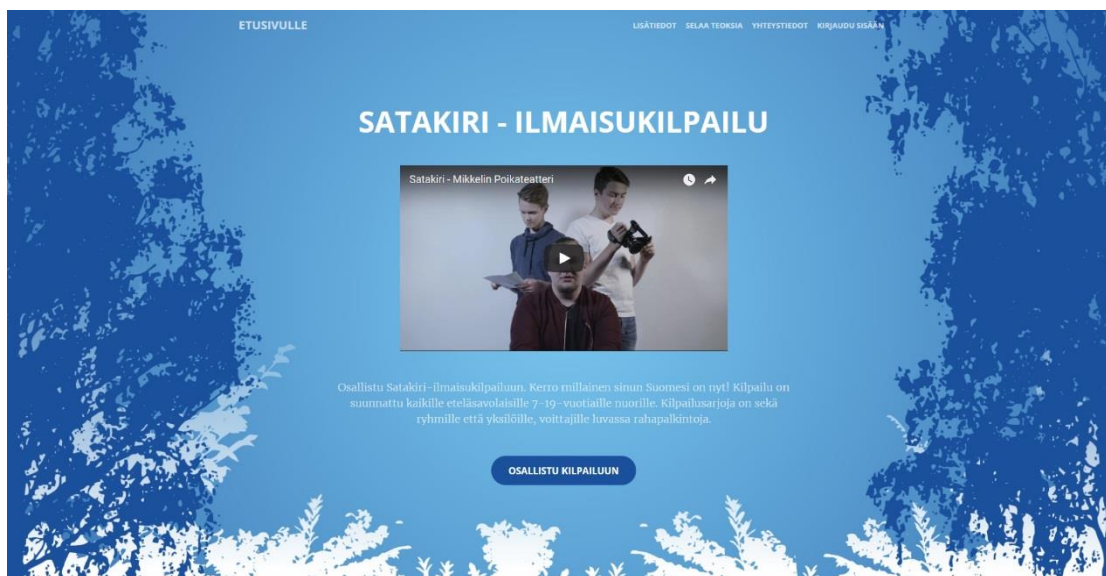 ETUSIVULLE
LISÄTIEDOT SELAA TEOKSIA YHTEYSTIEDOT KIRJAUDU SISÄÄN
SATAKIRI - ILMAISUKILPAILU
Satakiri - Mikkelin Poikateatteri
Osallistu Satakiri-ilmaisukilpailuun. Kerro millainen sinun Suomesi on nyt! Kilpailu on
suunnattu kaikille eteläsavolaisille 7-19-vuotiaille nuorille. Kilpailusarjoja on sekä
ryhmille että yksilöille, voittajille luvassa rahapalkintoja.
OSALLISTU KILPAILUUN